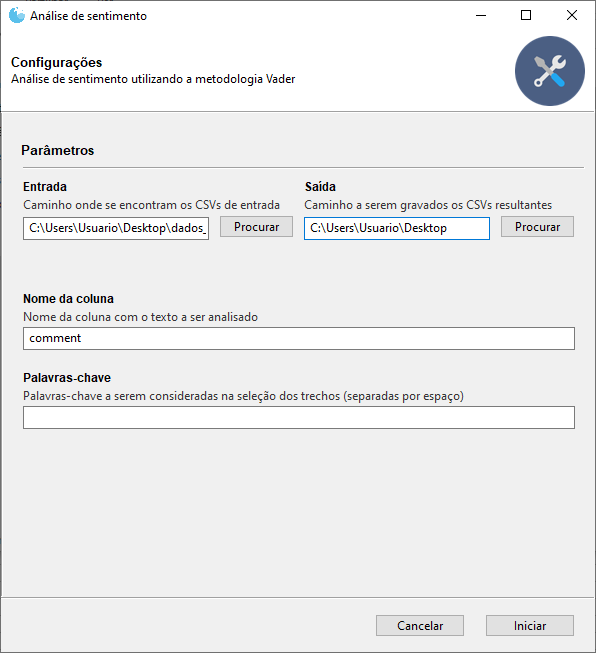 Análise de sentimento
Configurações
Análise de sentimento utilizando a metodologia Vader
Parâmetros
Entrada
Caminho onde se encontram os CSVs de entrada
C:\Users\Usuario\Desktop\dados_
Procurar
Saída
Caminho a serem gravados os CSVs resultantes
C:\Users\Usuario\Desktop
Procurar
Nome da coluna
Nome da coluna com o texto a ser analisado
comment
Palavras-chave
Palavras-chave a serem consideradas na seleção dos trechos (separadas por espaço)
Cancelar
Iniciar